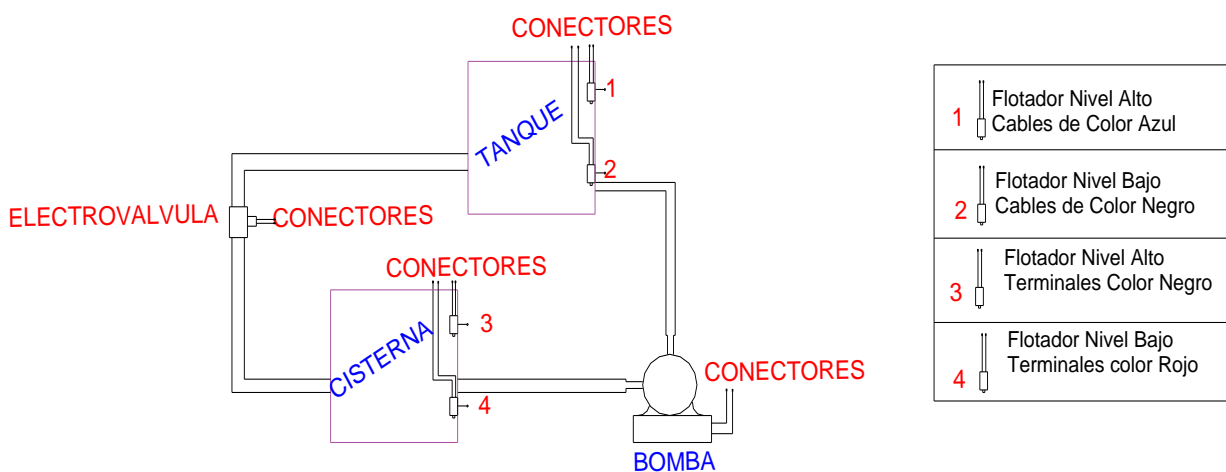 CONECTORES
1
TANQUE
2
ELECTROVALVULA
CONECTORES
CONECTORES
3
CISTERNA
4
CONECTORES
BOMBA
1
Flotador Nivel Alto
Cables de Color Azul
2
Flotador Nivel Bajo
Cables de Color Negro
3
Flotador Nivel Alto
Terminales Color Negro
4
Flotador Nivel Bajo
Terminales color Rojo